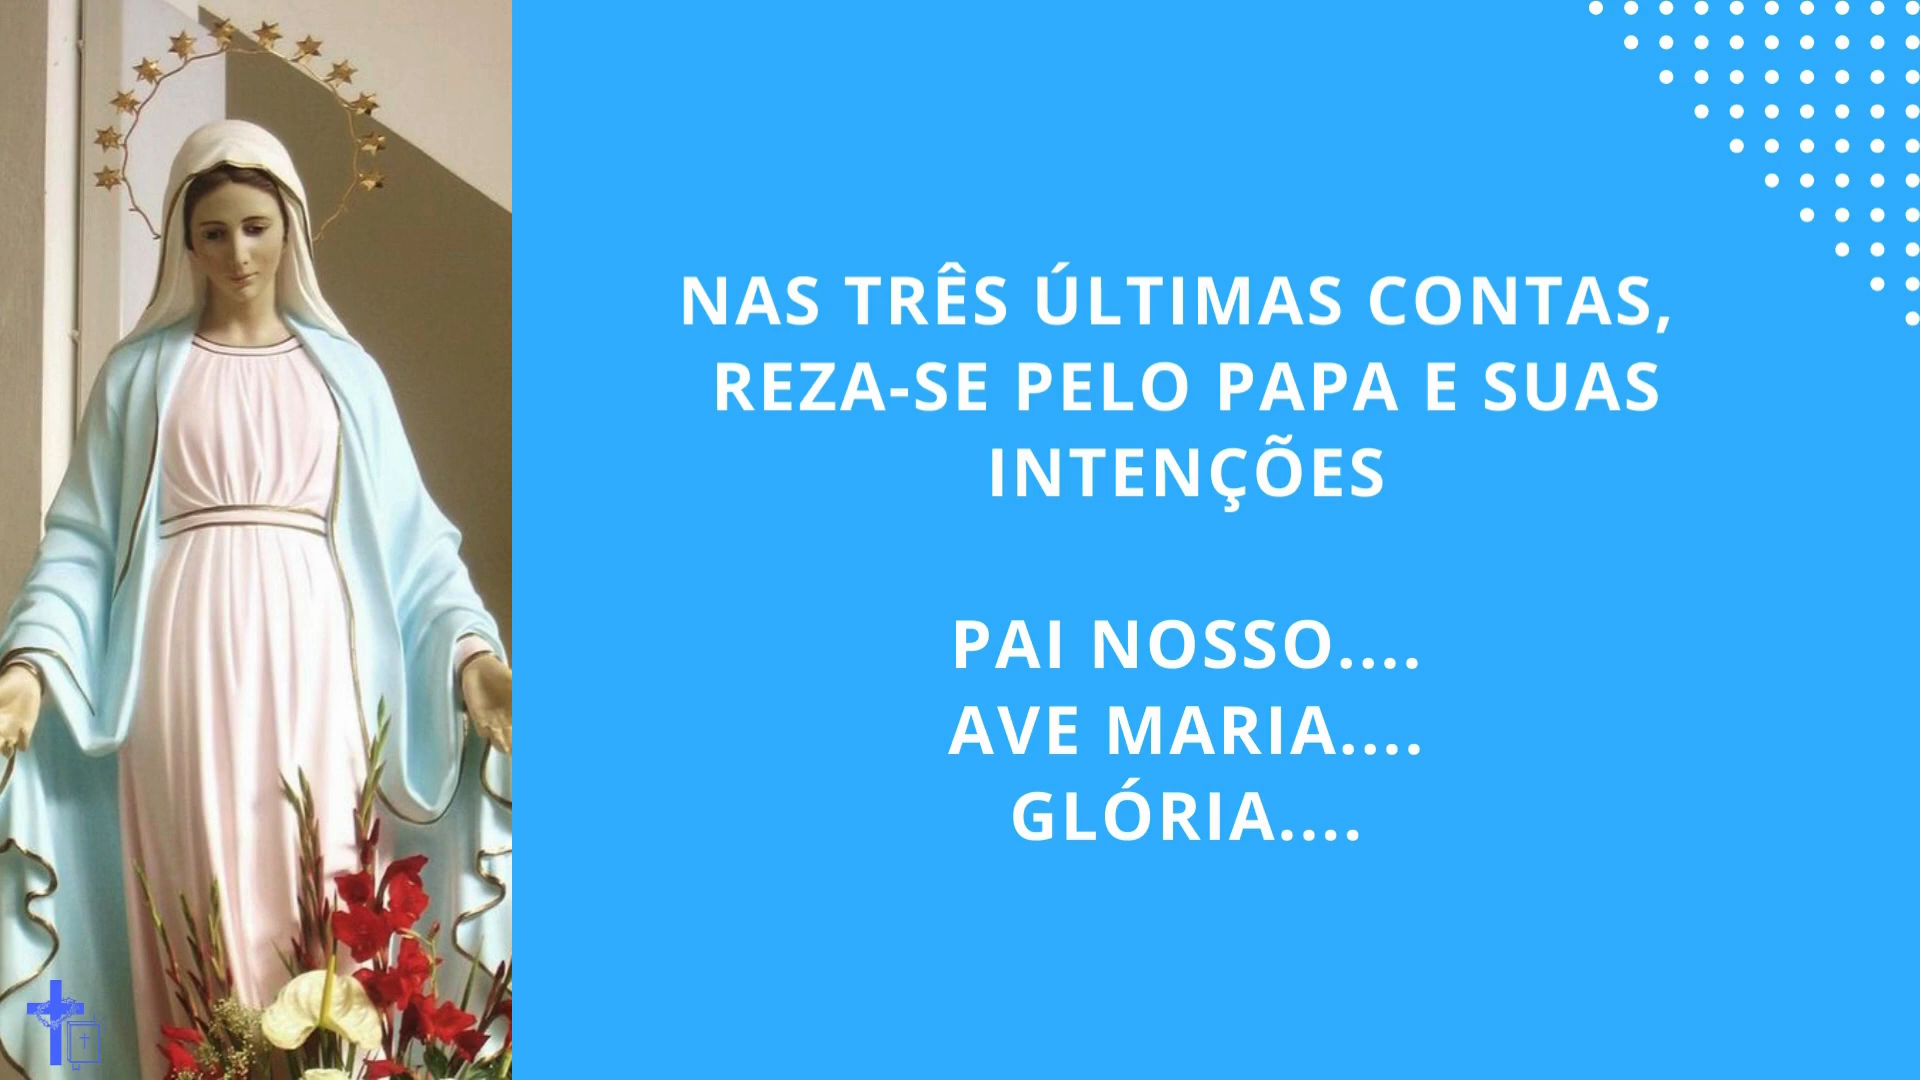 NAS TRÊS ÚLTIMAS CONTAS,
REZA-SE PELO PAPA E SUAS
INTENÇÕES
PAI NOSSO....
AVE MARIA....
GLÓRIA....